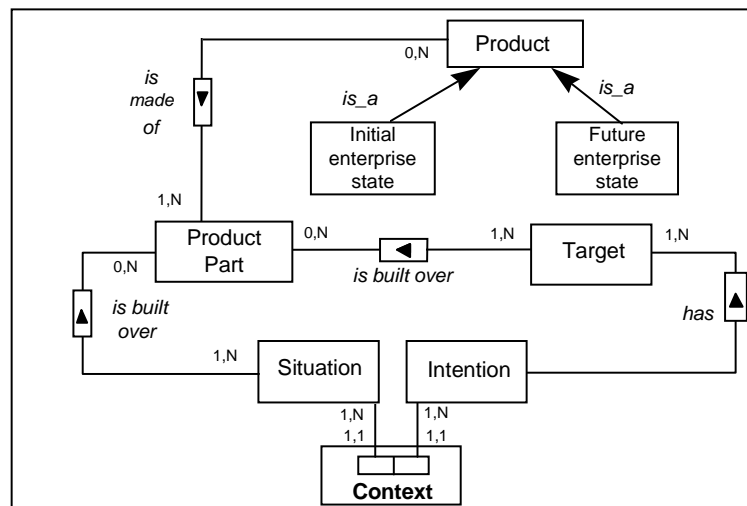 Product
0,N
is
made
of
is_a
is_a
Initial
enterprise
state
Future
enterprise
state
1,N
Product
Part
0,N
0,N
1,N
Target
1,N
is built over
is built
over
has
1,N
Situation
Intention
1,N
1,N
1,1
1,1
Context